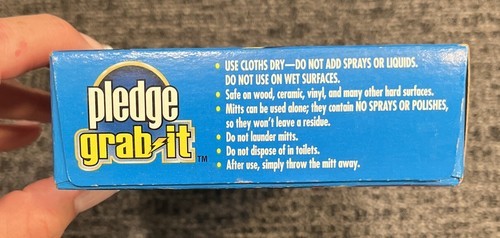 pledge
grab-it
TM
• USE CLOTHS DRY—DO NOT ADD SPRAYS OR LIQUIDS.
DO NOT USE ON WET SURFACES.
• Safe on wood, ceramic, vinyl, and many other hard surfaces.
• Mitts can be used alone; they contain NO SPRAYS OR POLISHES,
so they won't leave a residue.
• Do not launder mitts.
• Do not dispose of in toilets.
• After use, simply throw the mitt away.